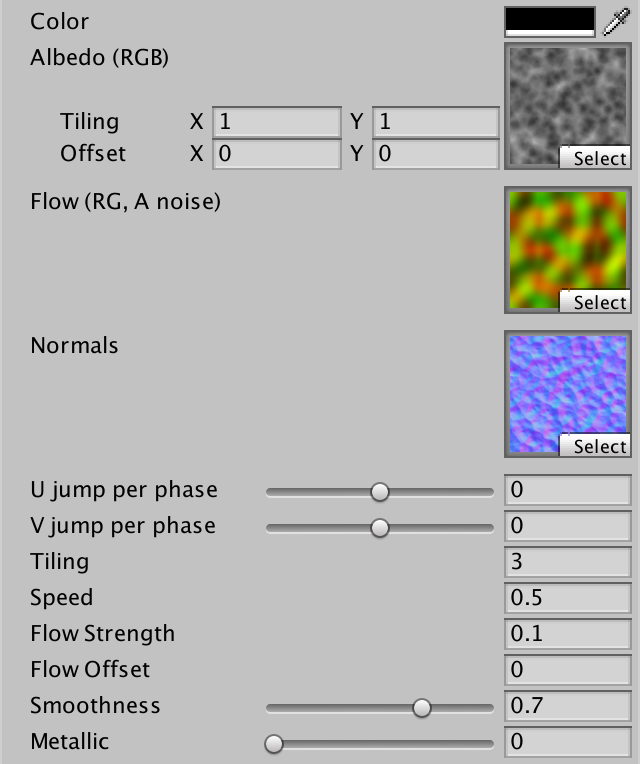 Color
Albedo (RGB)
Tiling X 1 Y 1
Offset X 0 Y 0
Select
Flow (RG, A noise)
Select
Normals
Select
U jump per phase 0
V jump per phase 0
Tiling 3
Speed 0.5
Flow Strength 0.1
Flow Offset 0
Smoothness 0.7
Metallic 0